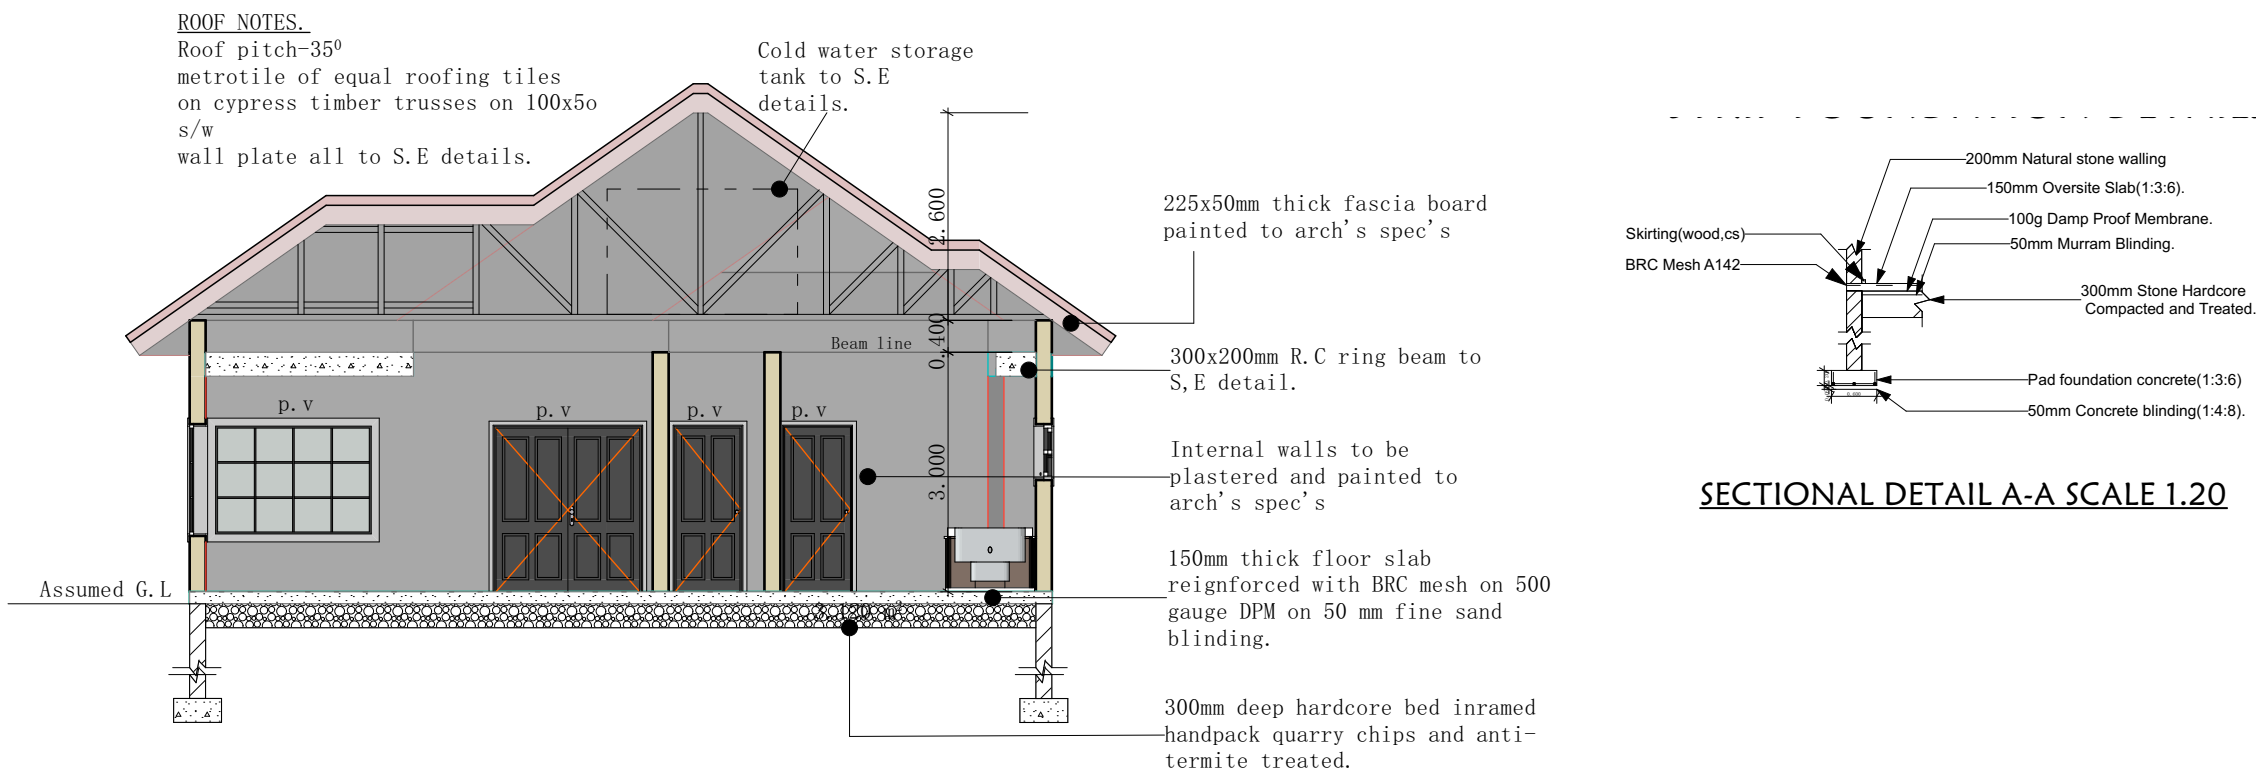 ROOF NOTES.
Roof pitch-35⁰
metrotile of equal roofing tiles
on cypress timber trusses on 100x5o
s/w
wall plate all to S.E details.
Cold water storage
tank to S.E
details.
2.600
225x50mm thick fascia board
painted to arch's spec's
0.400
Beam line
300x200mm R.C ring beam to
S,E detail.
p.v
p.v
p.v
p.v
3.000
Internal walls to be
plastered and painted to
arch's spec's
Assumed G.L
150mm thick floor slab
reignforced with BRC mesh on 500
gauge DPM on 50 mm fine sand
blinding.
300mm deep hardcore bed inramed
handpack quarry chips and anti-
termite treated.
200mm Natural stone walling
150mm Oversite Slab(1:3:6).
100g Damp Proof Membrane.
Skirting(wood,cs)
50mm Murram Blinding.
BRC Mesh A142
300mm Stone Hardcore
Compacted and Treated.
Pad foundation concrete(1:3:6)
0.600
50mm Concrete blinding(1:4:8).
SECTIONAL DETAIL A-A SCALE 1.20